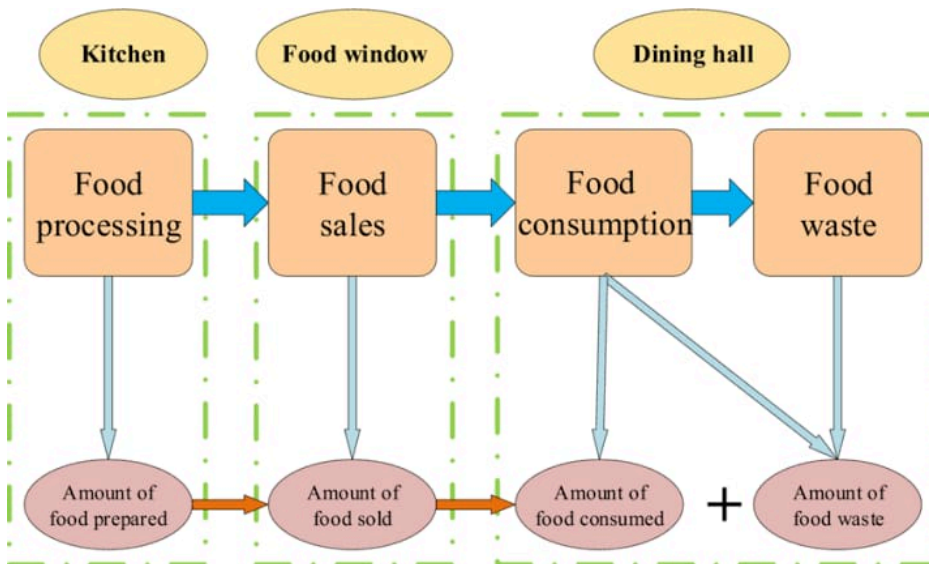 Kitchen
Food window
Dining hall
Food
processing
Food
sales
Food
consumption
Food
waste
Amount of
food prepared
Amount of
food sold
Amount of
food consumed
+
Amount of
food waste